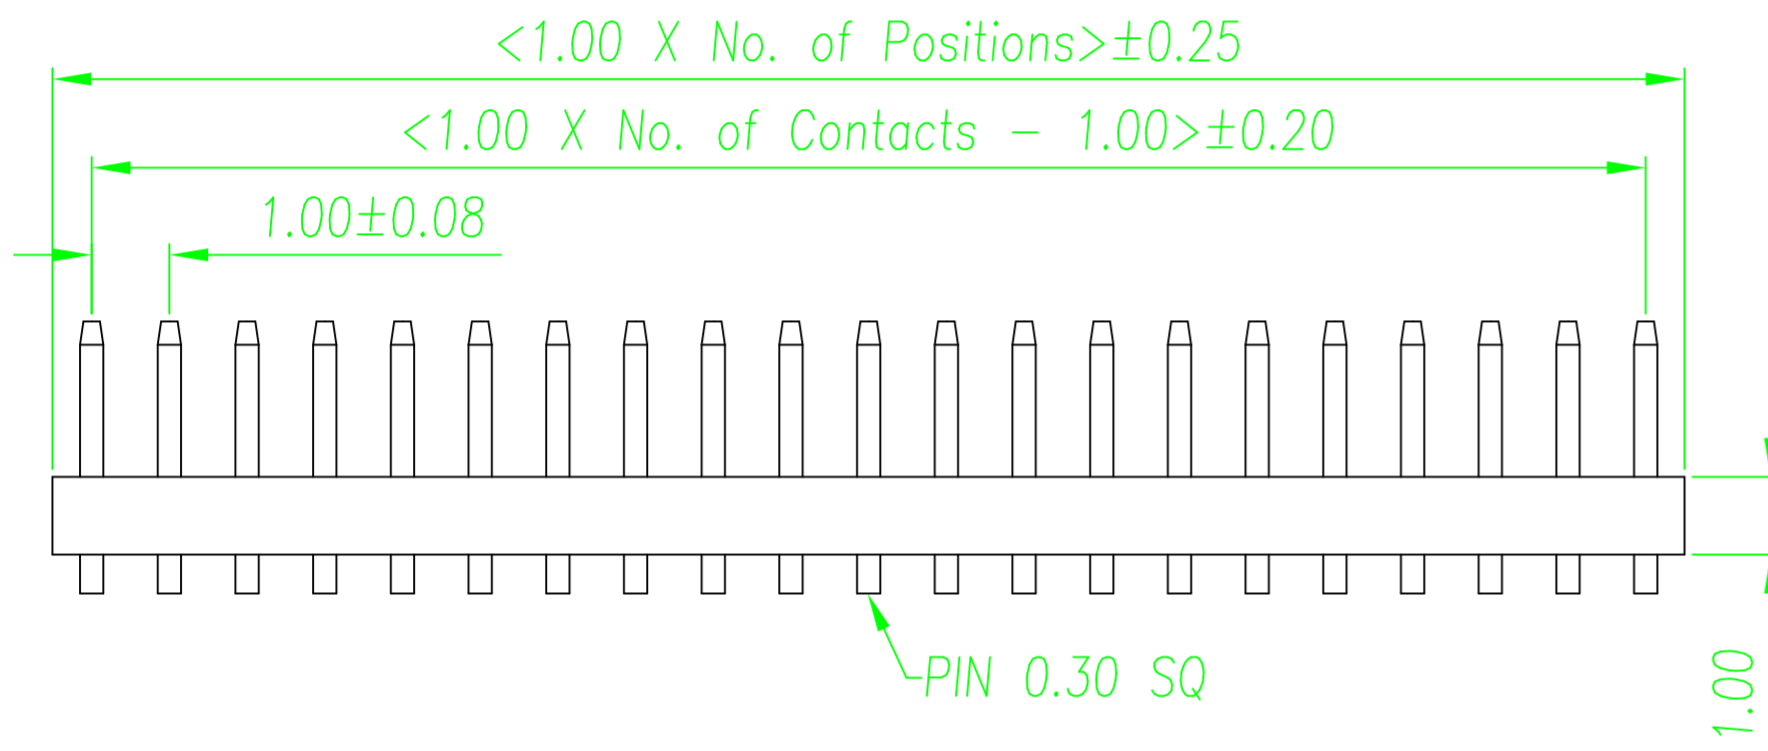 <1.00 X No. of Positions>±0.25
<1.00 X No. of Contacts - 1.00>±0.20
1.00±0.08
PIN 0.30 SQ
1.00